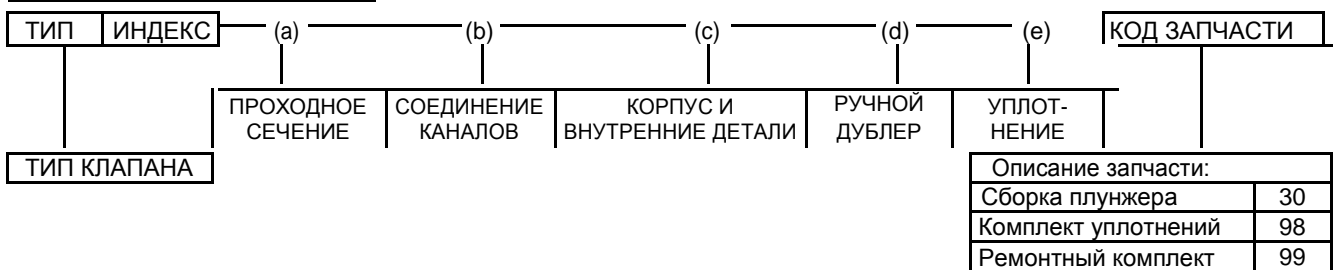 ТИП ИНДЕКС (a) (b) (c) (d) (e) КОД ЗАПЧАСТИ
ПРОХОДНОЕ СОЕДИНЕНИЕ КОРПУС И РУЧНОЙ УПЛОТ-
СЕЧЕНИЕ КАНАЛОВ ВНУТРЕННИЕ ДЕТАЛИ ДУБЛЕР НЕНИЕ
ТИП КЛАПАНА Описание запчасти:
Сборка плунжера 30
Комплект уплотнений 98
Ремонтный комплект 99